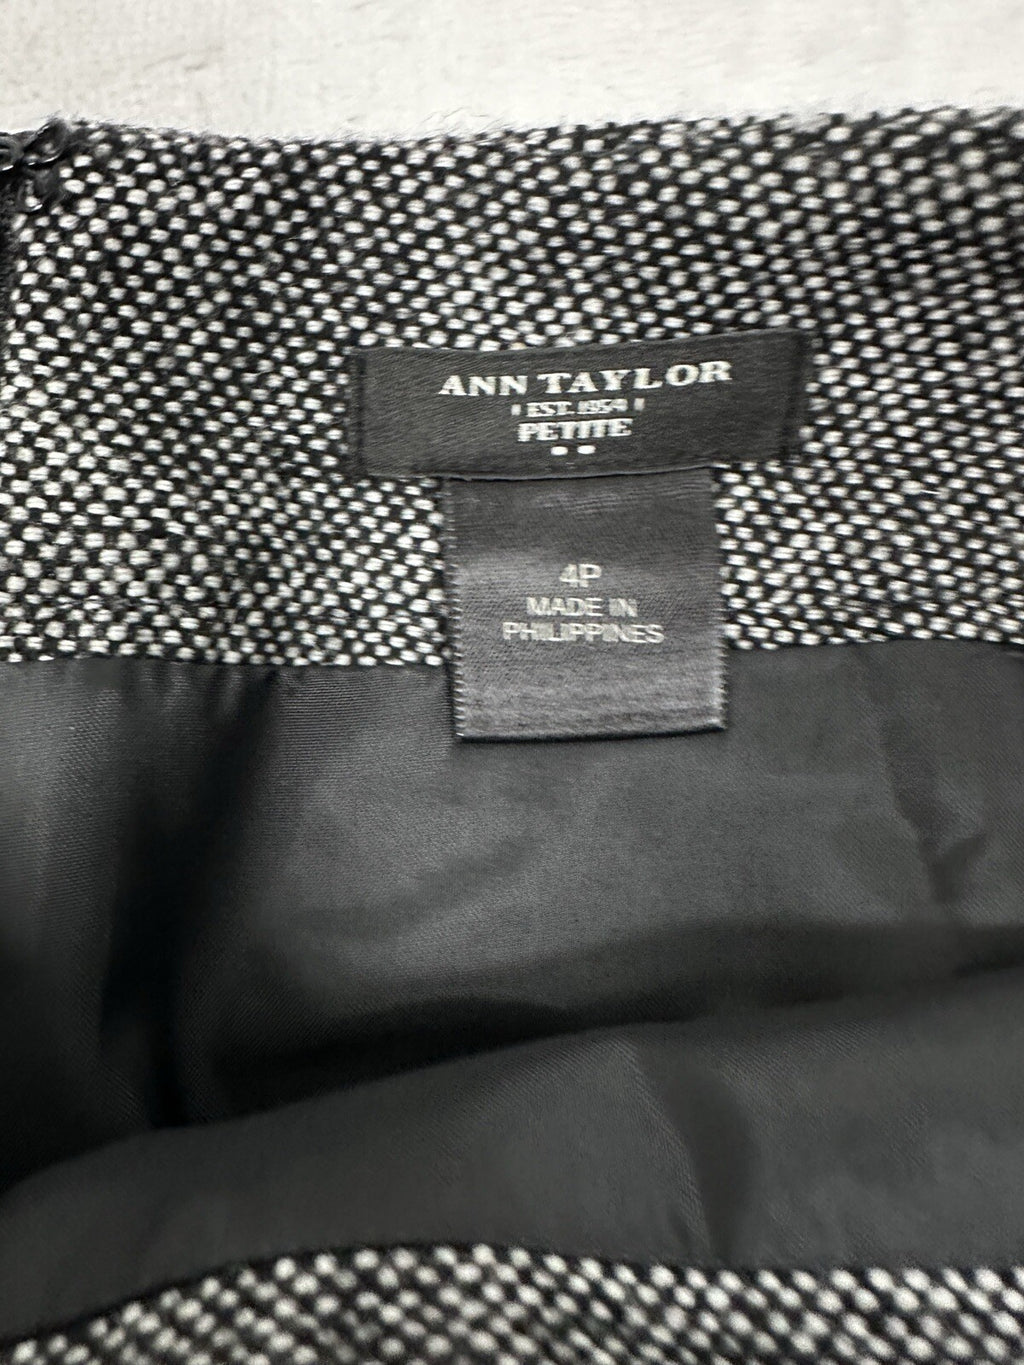 ANN TAYLOR
EST. 1954
PETITE
4P
MADE IN
PHILIPPINES